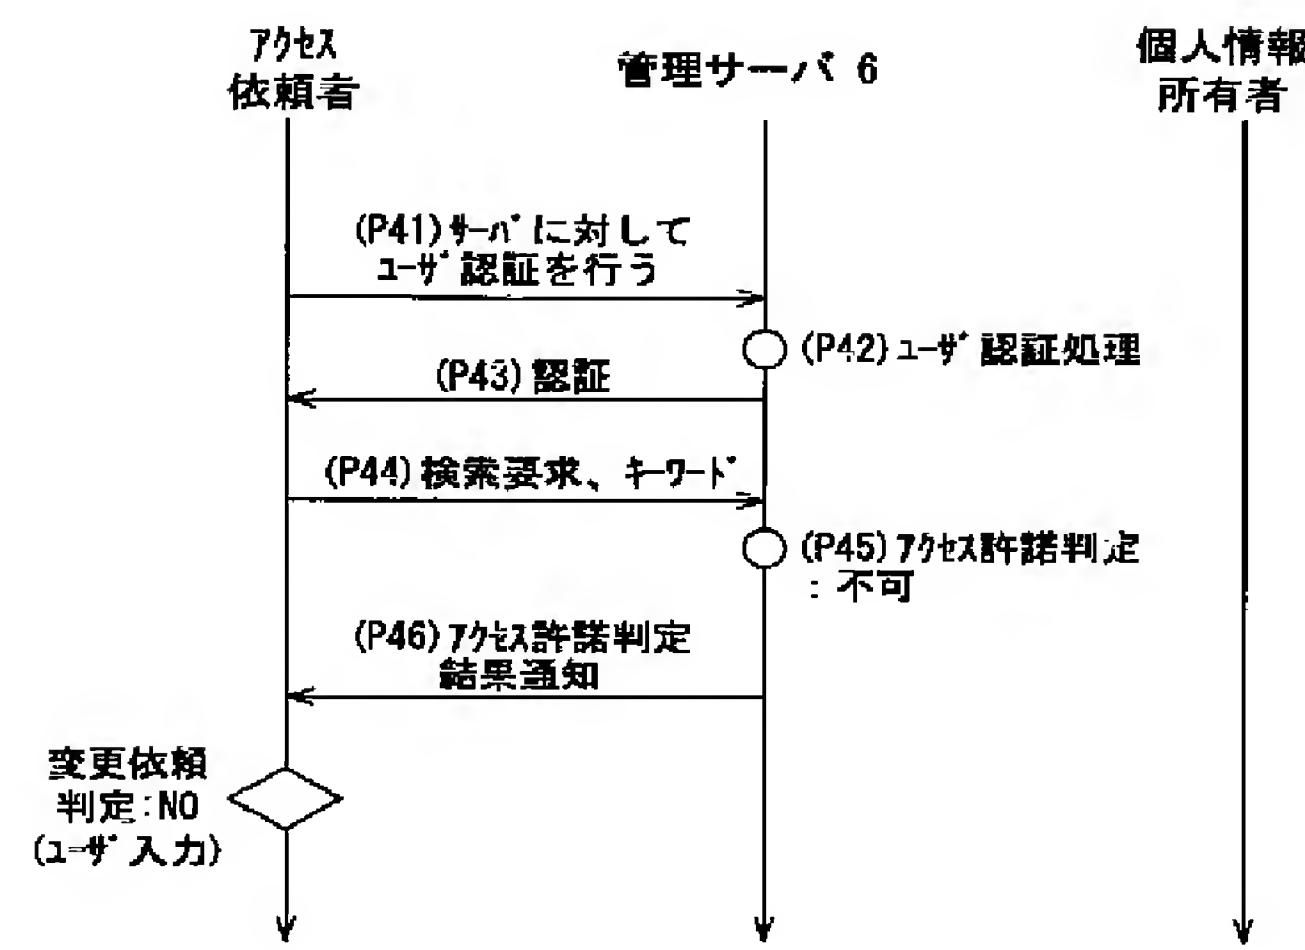 ｱｸｾｽ
依頼者
管理サーバ 6
個人情報
所有者
(P41)ｻｰﾊﾞに対して
ﾕｰｻﾞ認証を行う
(P42)ﾕｰｻﾞ認証処理
(P43)認証
(P44)検索要求、ｷｰﾜｰﾄﾞ
(P45)ｱｸｾｽ許諾判定
:不可
(P46)ｱｸｾｽ許諾判定
結果通知
変更依頼
判定:NO
(ﾕｰｻﾞ入力)